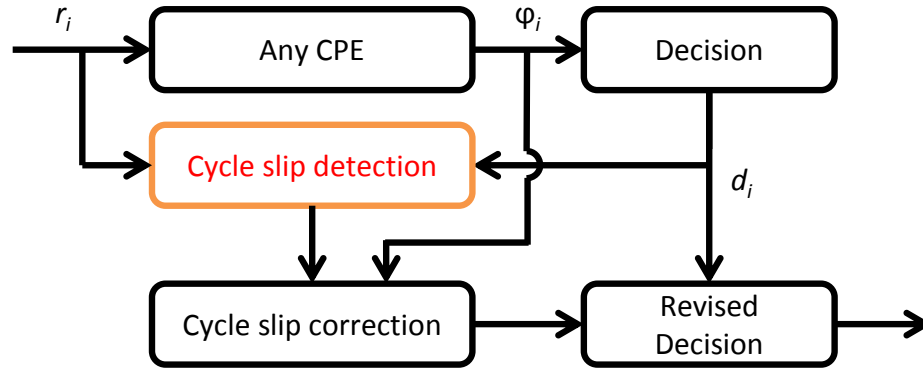 r_i
φ_i
Any CPE
Decision
Cycle slip detection
d_i
Cycle slip correction
Revised
Decision